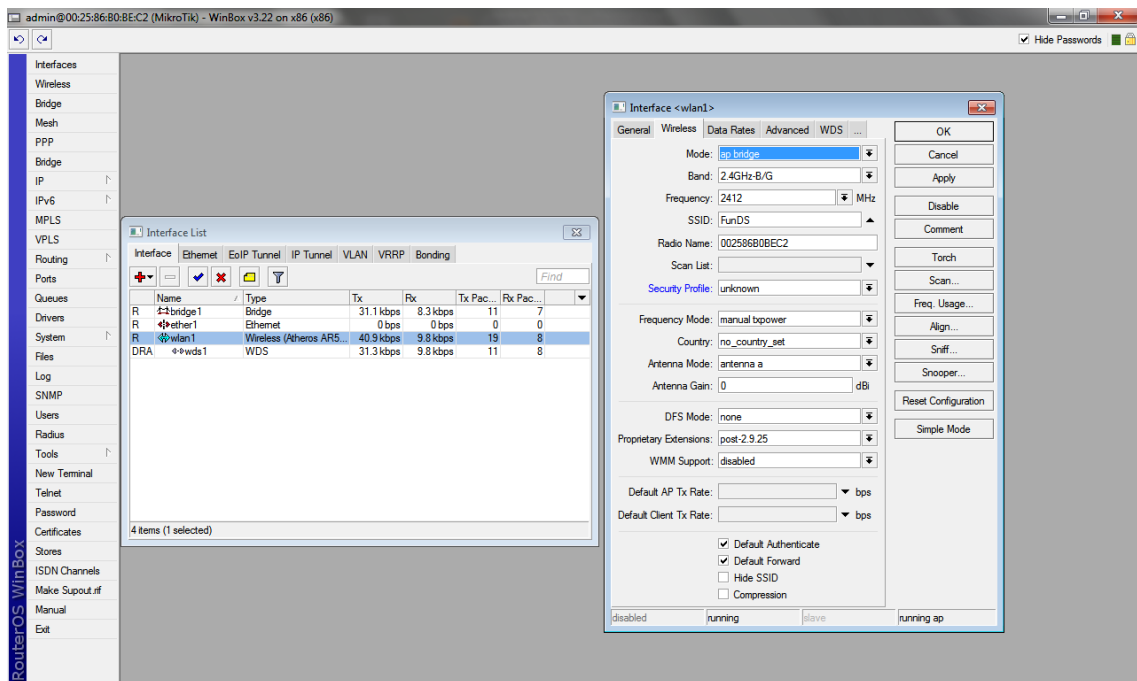 admin@00:25:86:B0:BE:C2 (MikroTik) - WinBox v3.22 on x86 (x86)
Hide Passwords
Interfaces
Wireless
Bridge
Mesh
PPP
Bridge
IP
IPv6
MPLS
VPLS
Routing
Ports
Queues
Drivers
System
Files
Log
SNMP
Users
Radius
Tools
New Terminal
Telnet
Password
Certificates
Stores
ISDN Channels
Make Supout.rif
Manual
Exit
RouterOS WinBox
Interface List
Interface Ethernet EoIP Tunnel IP Tunnel VLAN VRRP Bonding
Find
Name / Type Tx Rx Tx Pac... Rx Pac...
R bridge1 Bridge 31.1 kbps 8.3 kbps 11 7
R ether1 Ethernet 0 bps 0 bps 0 0
R wlan1 Wireless (Atheros AR5... 40.9 kbps 9.8 kbps 19 8
DRA wds1 WDS 31.3 kbps 9.8 kbps 11 8
4 items (1 selected)
Interface <wlan1>
General Wireless Data Rates Advanced WDS ...
Mode: ap bridge
Band: 2.4GHz-B/G
Frequency: 2412 MHz
SSID: FunDS
Radio Name: 002586B0BEC2
Scan List:
Security Profile: unknown
Frequency Mode: manual txpower
Country: no_country_set
Antenna Mode: antenna a
Antenna Gain: 0 dBi
DFS Mode: none
Proprietary Extensions: post-2.9.25
WMM Support: disabled
Default AP Tx Rate: bps
Default Client Tx Rate: bps
Default Authenticate
Default Forward
Hide SSID
Compression
disabled running slave running ap
OK
Cancel
Apply
Disable
Comment
Torch
Scan...
Freq. Usage...
Align...
Sniff...
Snooper...
Reset Configuration
Simple Mode